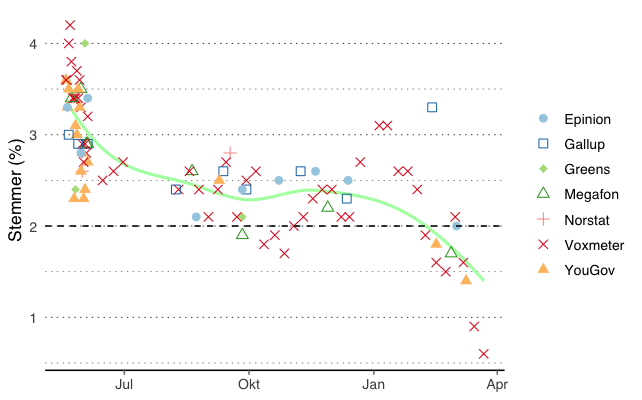 Stemmer (%)
4
3
2
1
Jul
Okt
Jan
Apr
Epinion
Gallup
Greens
Megafon
Norstat
Voxmeter
YouGov